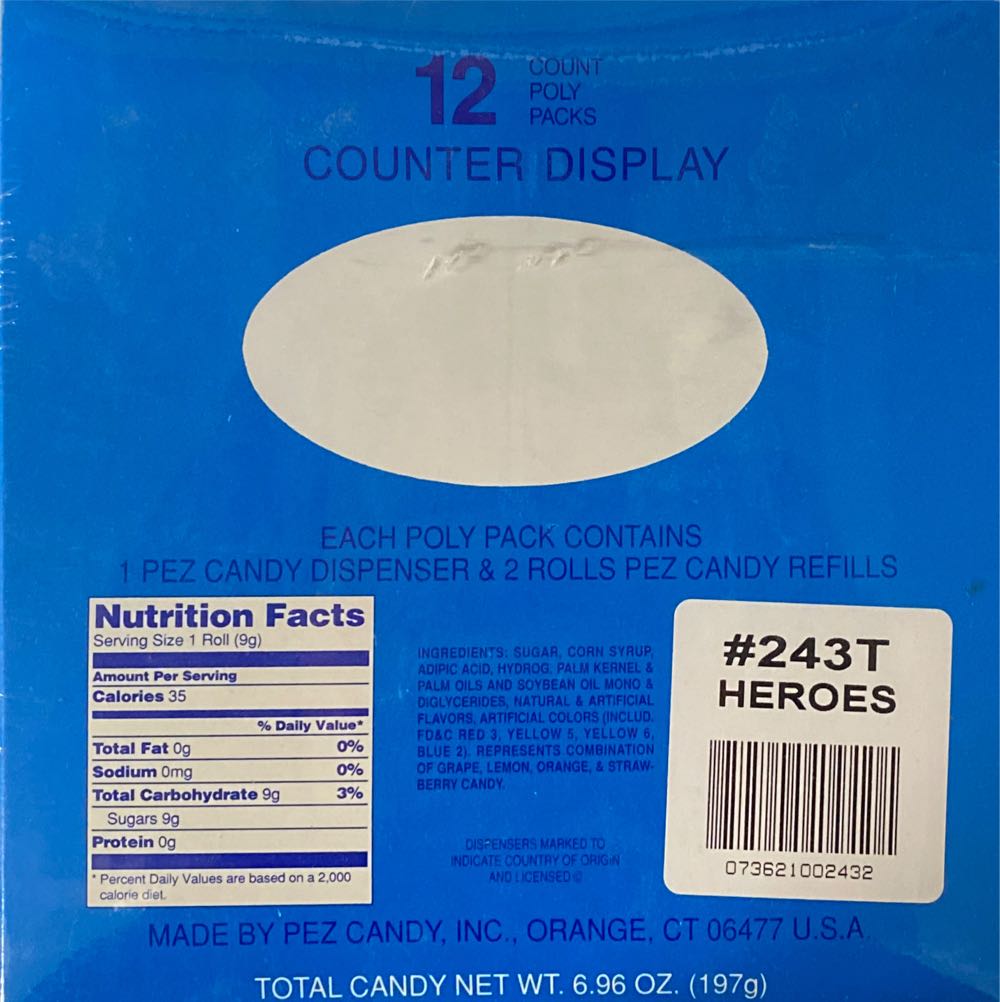 12 COUNT
POLY
PACKS
COUNTER DISPLAY
EACH POLY PACK CONTAINS
1 PEZ CANDY DISPENSER & 2 ROLLS PEZ CANDY REFILLS
Nutrition Facts
Serving Size 1 Roll (9g)
Amount Per Serving
Calories 35
% Daily Value*
Total Fat 0g 0%
Sodium 0mg 0%
Total Carbohydrate 9g 3%
Sugars 9g
Protein 0g
* Percent Daily Values are based on a 2,000
calorie diet.
INGREDIENTS: SUGAR, CORN SYRUP,
ADIPIC ACID, HYDROG. PALM KERNEL &
PALM OILS AND SOYBEAN OIL MONO &
DIGLYCERIDES, NATURAL & ARTIFICIAL
FLAVORS, ARTIFICIAL COLORS (INCLUD.
FD&C RED 3, YELLOW 5, YELLOW 6,
BLUE 2). REPRESENTS COMBINATION
OF GRAPE, LEMON, ORANGE, & STRAW-
BERRY CANDY.
DISPENSERS MARKED TO
INDICATE COUNTRY OF ORIGIN
AND LICENSED ©
#243T
HEROES
073621002432
MADE BY PEZ CANDY, INC., ORANGE, CT 06477 U.S.A.
TOTAL CANDY NET WT. 6.96 OZ. (197g)